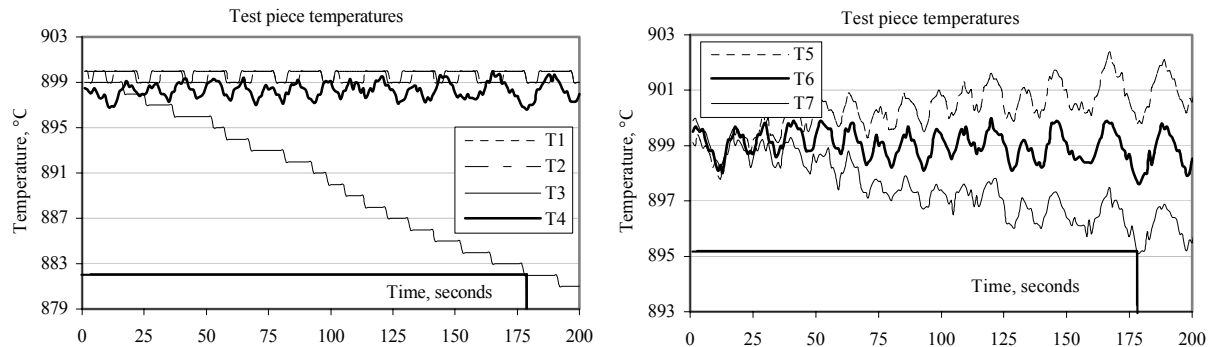 Test piece temperatures
903
899
895
891
887
883
879
Temperature, °C
T1
T2
T3
T4
Time, seconds
0 25 50 75 100 125 150 175 200
Test piece temperatures
903
901
899
897
895
893
Temperature, °C
T5
T6
T7
Time, seconds
0 25 50 75 100 125 150 175 200